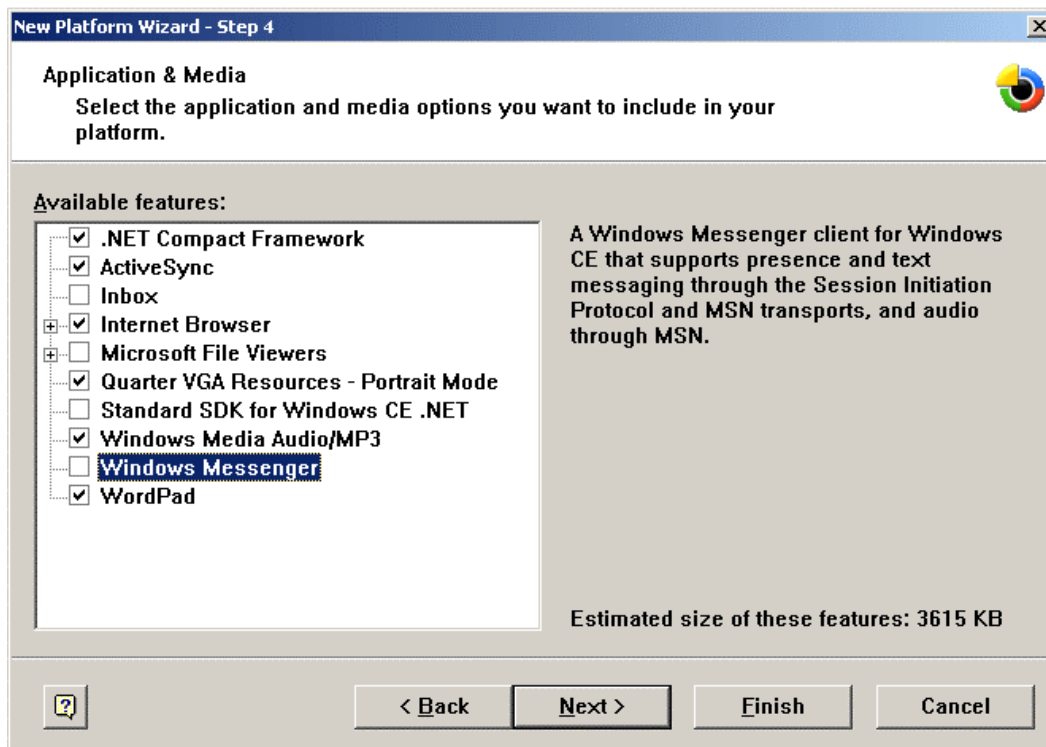 New Platform Wizard - Step 4
Application & Media
Select the application and media options you want to include in your
platform.
Available features:
.NET Compact Framework
ActiveSync
Inbox
Internet Browser
Microsoft File Viewers
Quarter VGA Resources - Portrait Mode
Standard SDK for Windows CE .NET
Windows Media Audio/MP3
Windows Messenger
WordPad
A Windows Messenger client for Windows
CE that supports presence and text
messaging through the Session Initiation
Protocol and MSN transports, and audio
through MSN.
Estimated size of these features: 3615 KB
< Back
Next >
Finish
Cancel